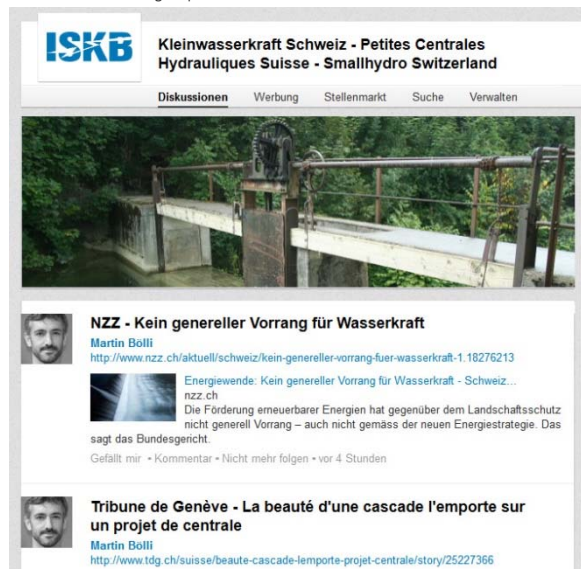 ISKB
Kleinwasserkraft Schweiz - Petites Centrales
Hydrauliques Suisse - Smallhydro Switzerland
Diskussionen Werbung Stellenmarkt Suche Verwalten
NZZ - Kein genereller Vorrang für Wasserkraft
Martin Bölli
http://www.nzz.ch/aktuell/schweiz/kein-genereller-vorrang-fuer-wasserkraft-1.18276213
Energiewende: Kein genereller Vorrang für Wasserkraft - Schweiz...
nzz.ch
Die Förderung erneuerbarer Energien hat gegenüber dem Landschaftsschutz
nicht generell Vorrang – auch nicht gemäss der neuen Energiestrategie. Das
sagt das Bundesgericht.
Gefällt mir • Kommentar • Nicht mehr folgen • vor 4 Stunden
Tribune de Genève - La beauté d'une cascade l'emporte sur
un projet de centrale
Martin Bölli
http://www.tdg.ch/suisse/beaute-cascade-lemporte-projet-centrale/story/25227366